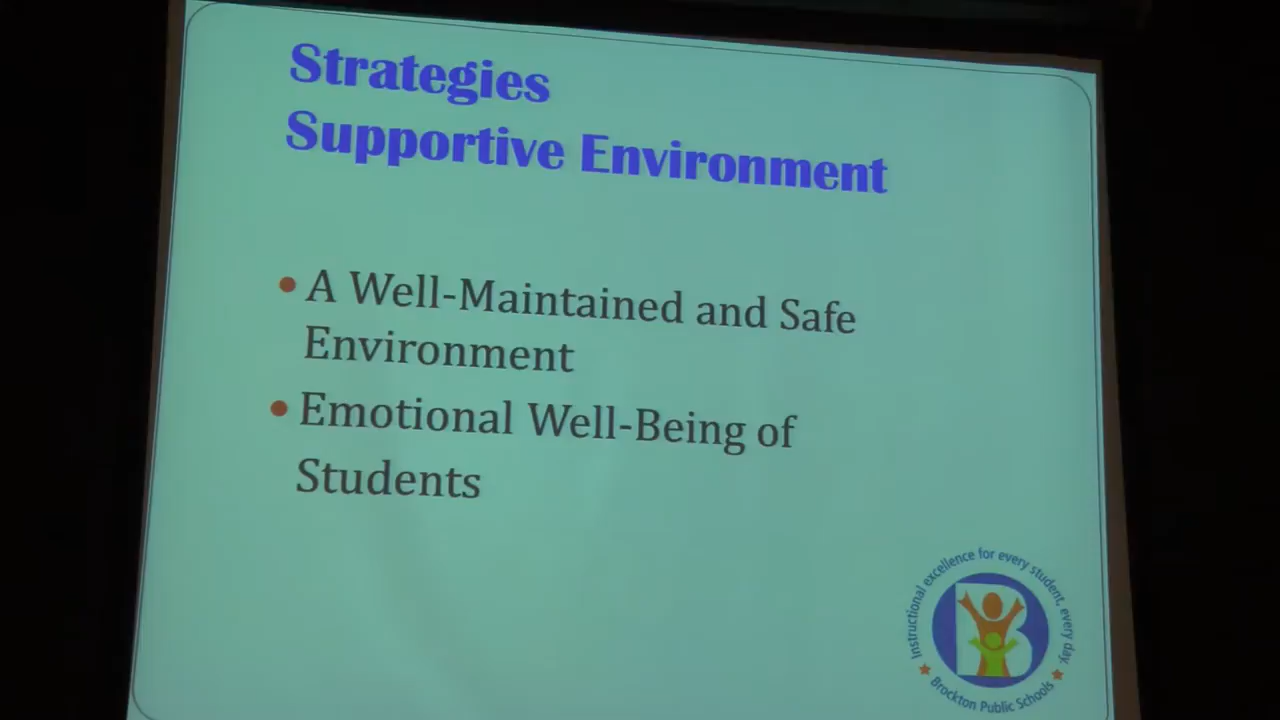 Strategies
Supportive Environment
A Well-Maintained and Safe
Environment
Emotional Well-Being of
Students
Instructional excellence for every student, every day.
B
Brockton Public Schools